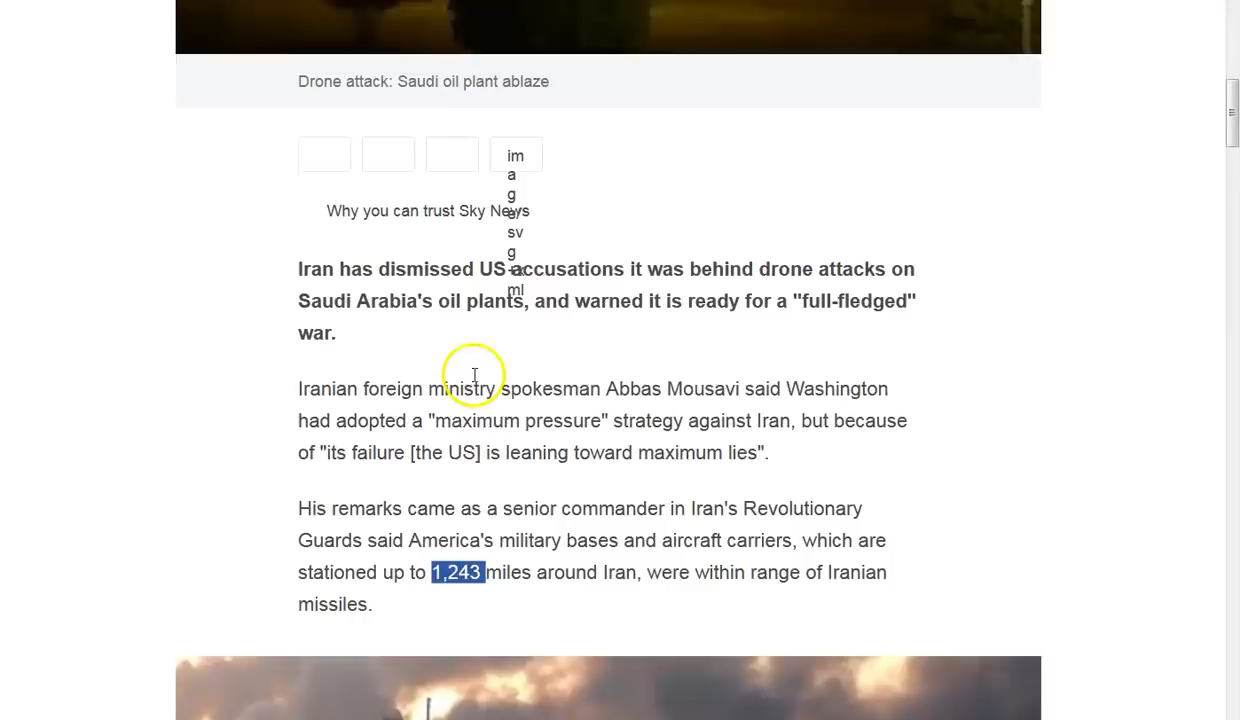 Drone attack: Saudi oil plant ablaze
im
a
g
e/
sv
g
+x
ml
Why you can trust Sky News
Iran has dismissed US accusations it was behind drone attacks on
Saudi Arabia's oil plants, and warned it is ready for a "full-fledged"
war.
Iranian foreign ministry spokesman Abbas Mousavi said Washington
had adopted a "maximum pressure" strategy against Iran, but because
of "its failure [the US] is leaning toward maximum lies".
His remarks came as a senior commander in Iran's Revolutionary
Guards said America's military bases and aircraft carriers, which are
stationed up to 1,243 miles around Iran, were within range of Iranian
missiles.